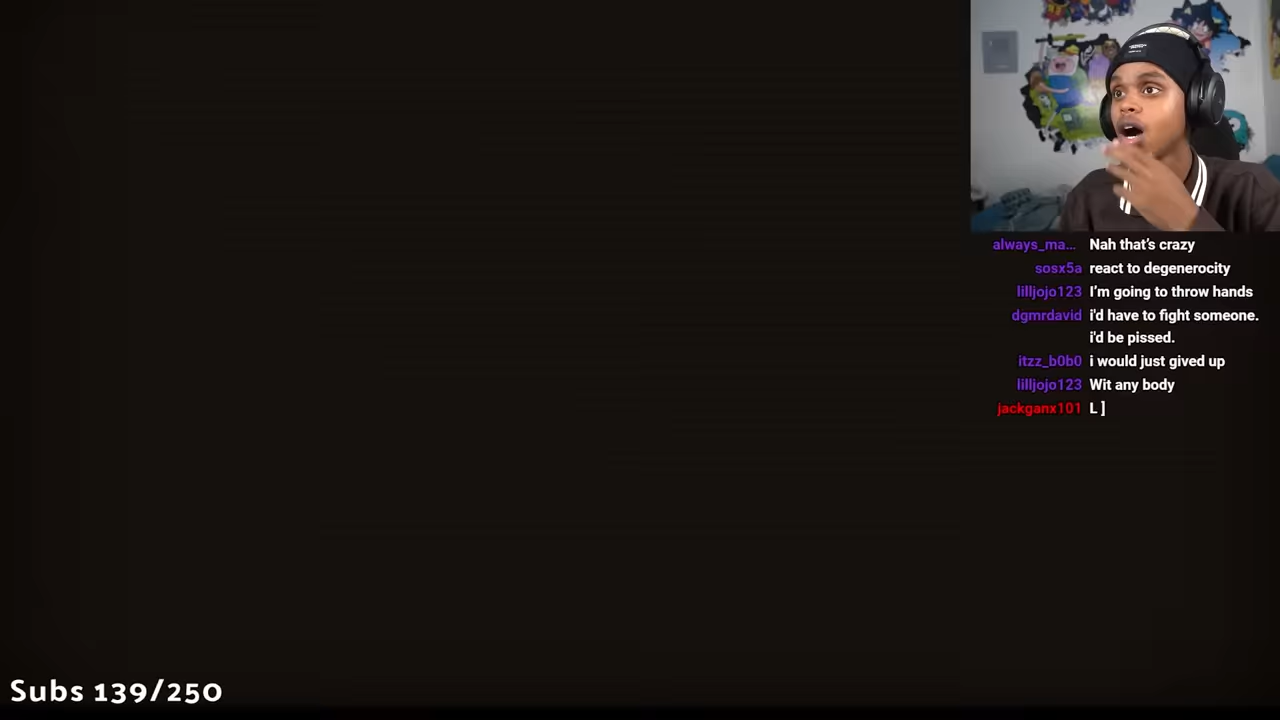 always_ma... Nah that's crazy
sosx5a react to degenerocity
lilljojo123 I'm going to throw hands
dgmrdavid i'd have to fight someone.
i'd be pissed.
itzz_b0b0 i would just gived up
lilljojo123 Wit any body
jackganx101 L ]
Subs 139/250